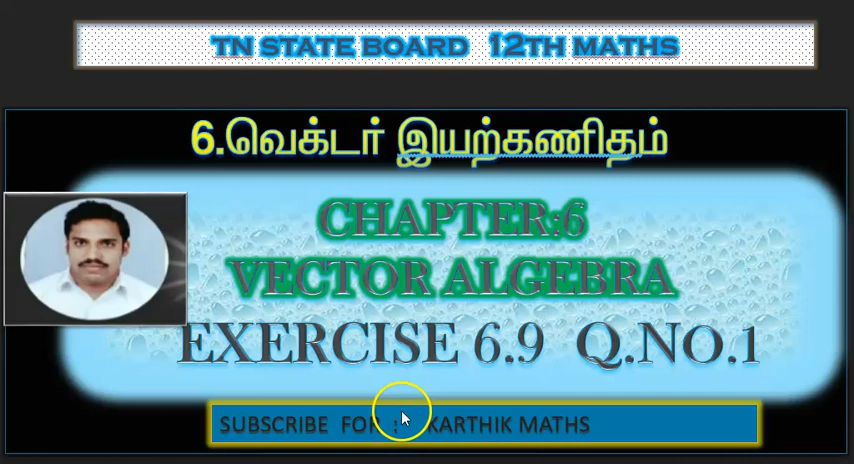 TN STATE BOARD 12TH MATHS
6.வெக்டர் இயற்கணிதம்
CHAPTER:6
VECTOR ALGEBRA
EXERCISE 6.9 Q.NO.1
SUBSCRIBE FOR : KARTHIK MATHS